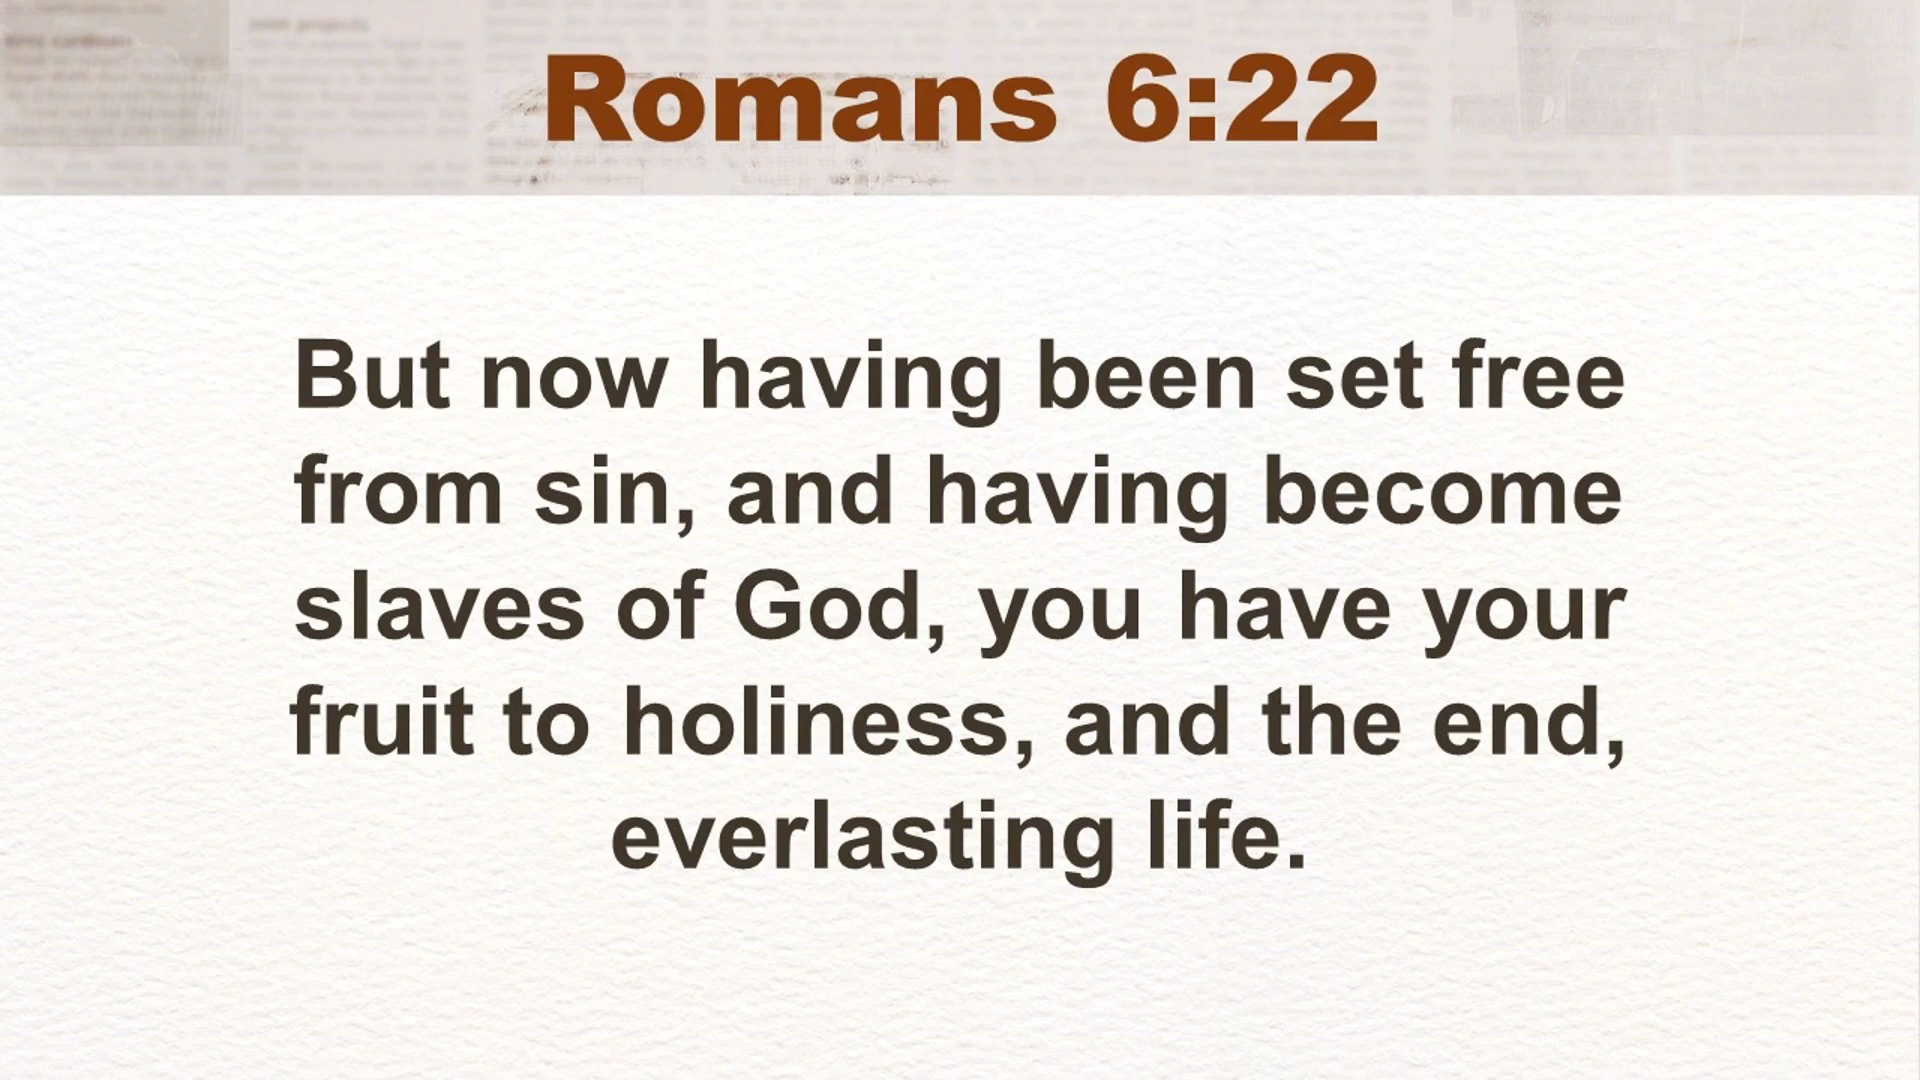 Romans 6:22
But now having been set free
from sin, and having become
slaves of God, you have your
fruit to holiness, and the end,
everlasting life.